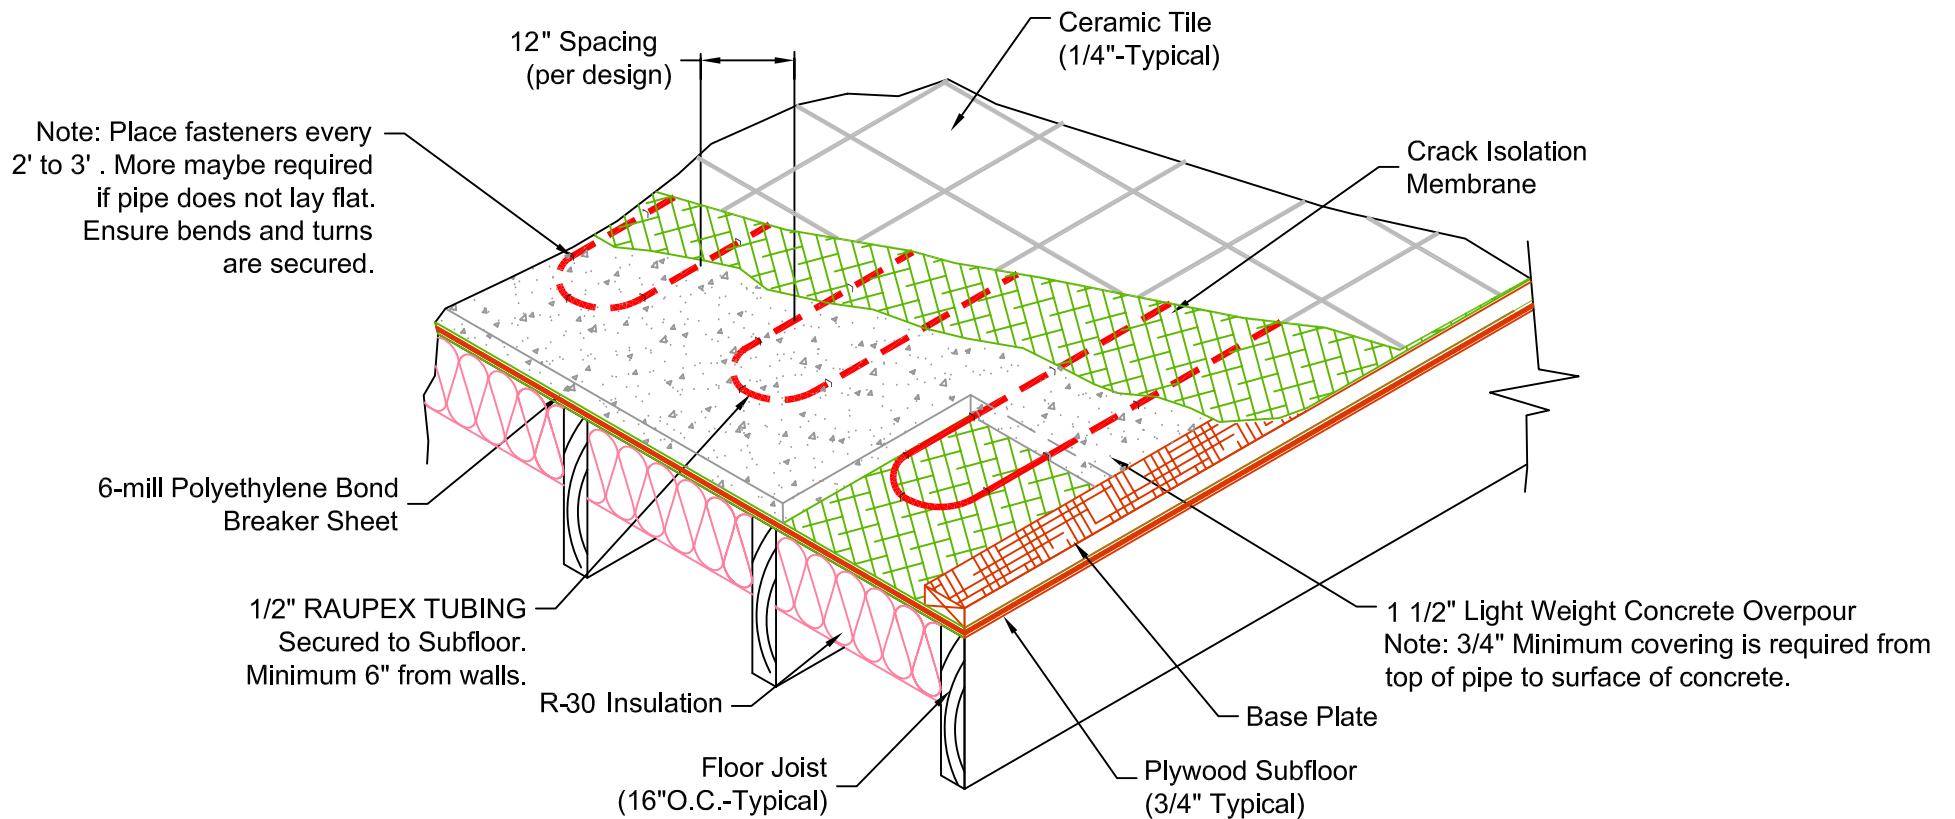 12" Spacing
(per design)
Ceramic Tile
(1/4"-Typical)
Note: Place fasteners every
2' to 3' . More maybe required
if pipe does not lay flat.
Ensure bends and turns
are secured.
Crack Isolation
Membrane
6-mill Polyethylene Bond
Breaker Sheet
1/2" RAUPEX TUBING
Secured to Subfloor.
Minimum 6" from walls.
R-30 Insulation
Floor Joist
(16"O.C.-Typical)
1 1/2" Light Weight Concrete Overpour
Note: 3/4" Minimum covering is required from
top of pipe to surface of concrete.
Base Plate
Plywood Subfloor
(3/4" Typical)